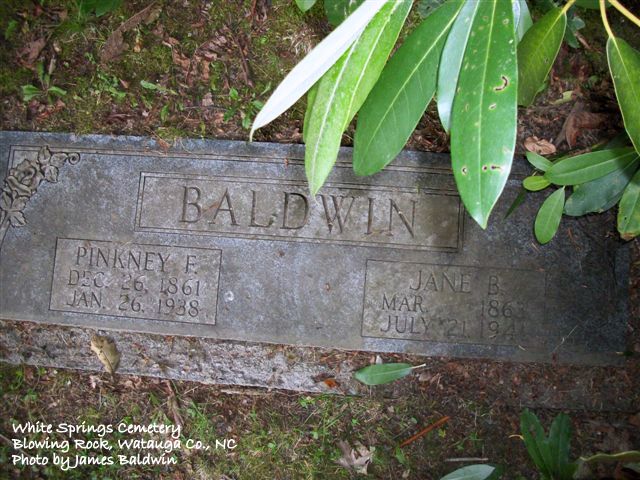 BALDWIN
PINKNEY F.
DEC. 26, 1861
JAN. 26, 1938
JANE B.
MAR.
JULY 21
White Springs Cemetery
Blowing Rock, Watauga Co., NC
Photo by James Baldwin